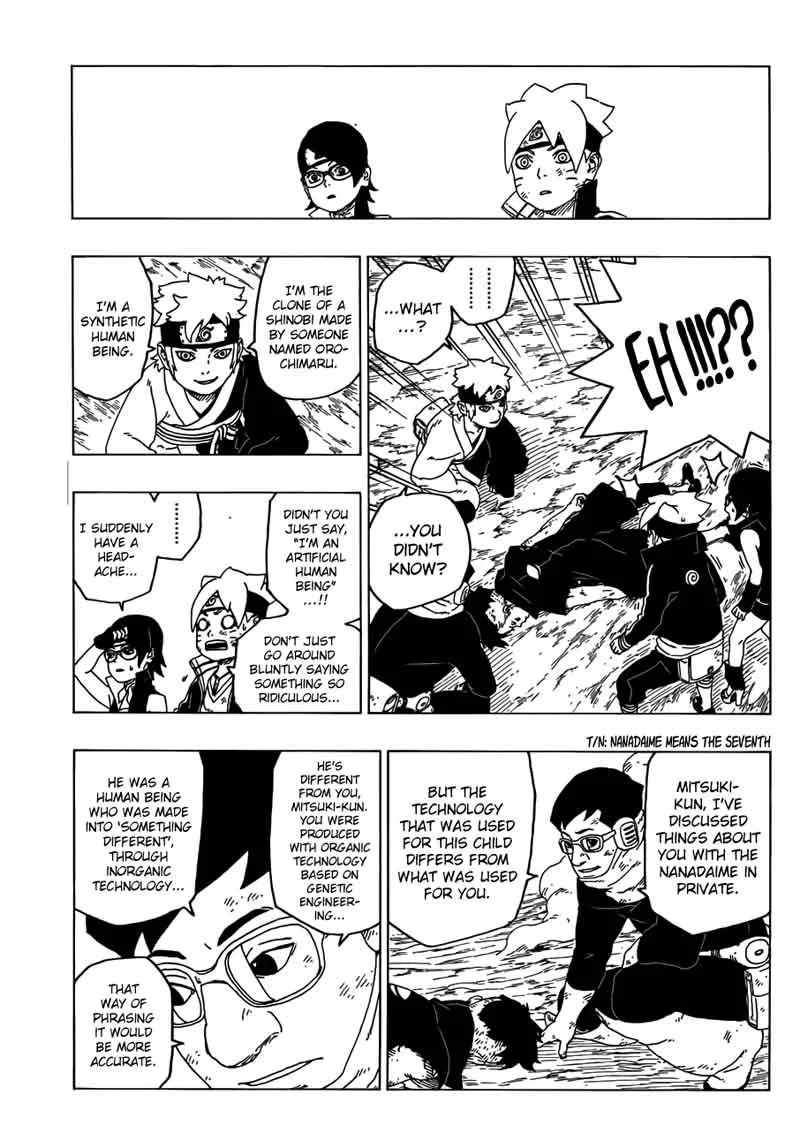 EH!!!??
.......
...WHAT
...?
...YOU
DIDN'T
KNOW?
I'M THE
CLONE OF A
SHINOBI MADE
BY SOMEONE
NAMED ORO-
CHIMARU.
I'M A
SYNTHETIC
HUMAN
BEING.
DIDN'T YOU
JUST SAY,
"I'M AN
ARTIFICIAL
HUMAN
BEING"
...!!
DON'T JUST
GO AROUND
BLUNTLY SAYING
SOMETHING SO
RIDICULOUS...
.......
I SUDDENLY
HAVE A
HEAD-
ACHE...
T/N: NANADAIME MEANS THE SEVENTH
MITSUKI-
KUN, I'VE
DISCUSSED
THINGS ABOUT
YOU WITH THE
NANADAIME
IN PRIVATE.
BUT THE
TECHNOLOGY
THAT WAS USED
FOR THIS CHILD
DIFFERS FROM
WHAT WAS USED
FOR YOU.
HE'S
DIFFERENT
FROM YOU,
MITSUKI-KUN.
YOU WERE
PRODUCED
WITH ORGANIC
TECHNOLOGY
BASED ON
GENETIC
ENGINEER-
ING...
HE WAS A
HUMAN BEING
WHO WAS MADE
INTO 'SOMETHING
DIFFERENT',
THROUGH
INORGANIC
TECHNOLOGY...
THAT
WAY OF
PHRASING
IT WOULD
BE MORE
ACCURATE.